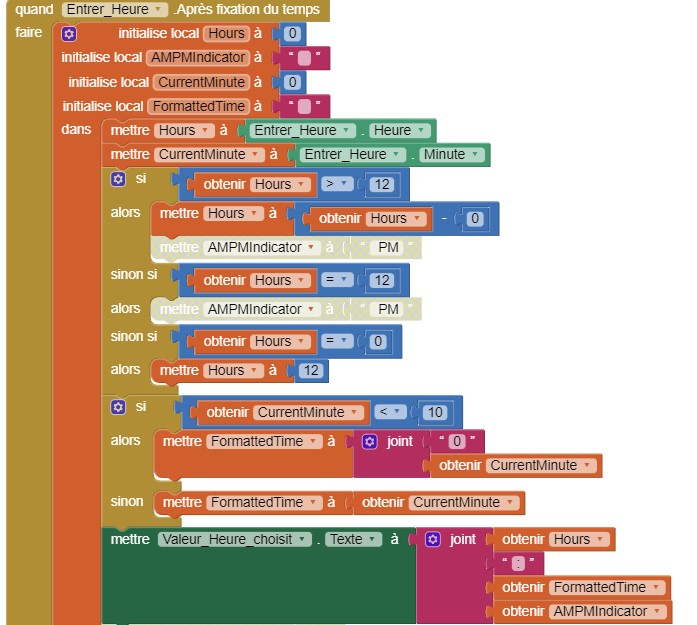 quand Entrer_Heure .Après fixation du temps
faire initialise local Hours à 0
initialise local AMPMIndicator à “ ”
initialise local CurrentMinute à 0
initialise local FormattedTime à “ ”
dans mettre Hours à Entrer_Heure . Heure
mettre CurrentMinute à Entrer_Heure . Minute
si obtenir Hours > 12
alors mettre Hours à obtenir Hours - 0
mettre AMPMIndicator à “ PM ”
sinon si obtenir Hours = 12
alors mettre AMPMIndicator à “ PM ”
sinon si obtenir Hours = 0
alors mettre Hours à 12
si obtenir CurrentMinute < 10
alors mettre FormattedTime à joint “ 0 ”
obtenir CurrentMinute
sinon mettre FormattedTime à obtenir CurrentMinute
mettre Valeur_Heure_choisit . Texte à joint obtenir Hours
“ : ”
obtenir FormattedTime
obtenir AMPMIndicator